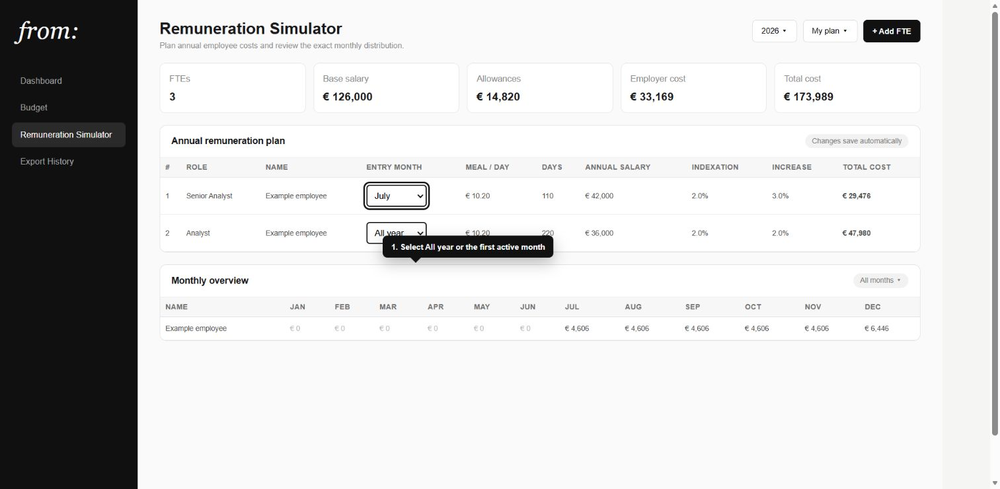 from:
Dashboard
Budget
Remuneration Simulator
Export History
Remuneration Simulator
Plan annual employee costs and review the exact monthly distribution.
2026 ▾ My plan ▾ + Add FTE
FTEs Base salary Allowances Employer cost Total cost
3 € 126,000 € 14,820 € 33,169 € 173,989
Annual remuneration plan Changes save automatically
# ROLE NAME ENTRY MONTH MEAL / DAY DAYS ANNUAL SALARY INDEXATION INCREASE TOTAL COST
1 Senior Analyst Example employee July € 10.20 110 € 42,000 2.0% 3.0% € 29,476
2 Analyst Example employee All year € 10.20 220 € 36,000 2.0% 2.0% € 47,980
1. Select All year or the first active month
Monthly overview All months ▾
NAME JAN FEB MAR APR MAY JUN JUL AUG SEP OCT NOV DEC
Example employee € 0 € 0 € 0 € 0 € 0 € 0 € 4,606 € 4,606 € 4,606 € 4,606 € 4,606 € 6,446